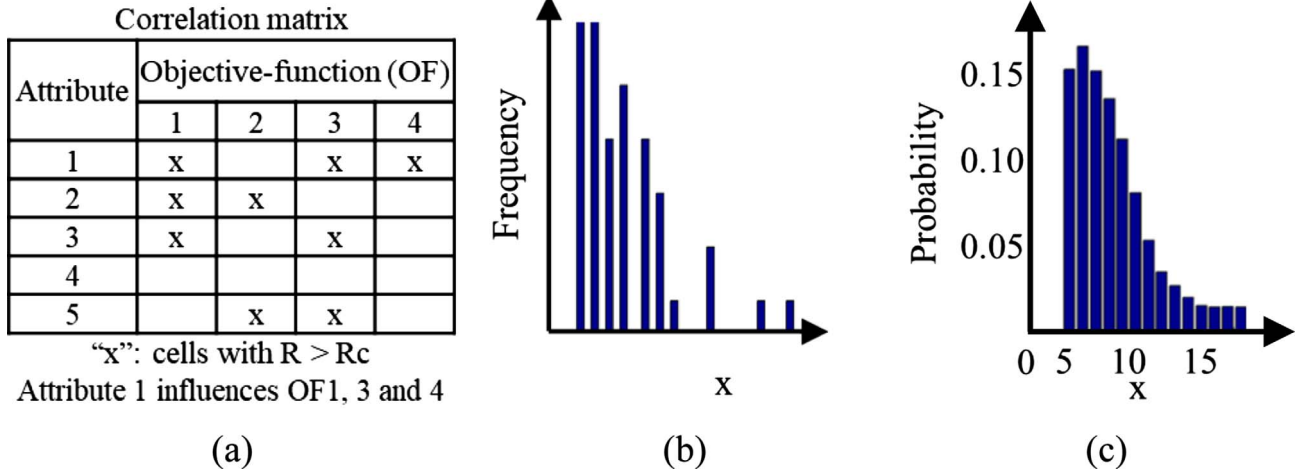 Correlation matrix
Attribute Objective-function (OF)
1 2 3 4
1 x x x
2 x x
3 x x
4
5 x x
“x”: cells with R > Rc
Attribute 1 influences OF1, 3 and 4
(a)
Frequency
x
(b)
Probability
0.15
0.10
0.05
0 5 10 15
x
(c)